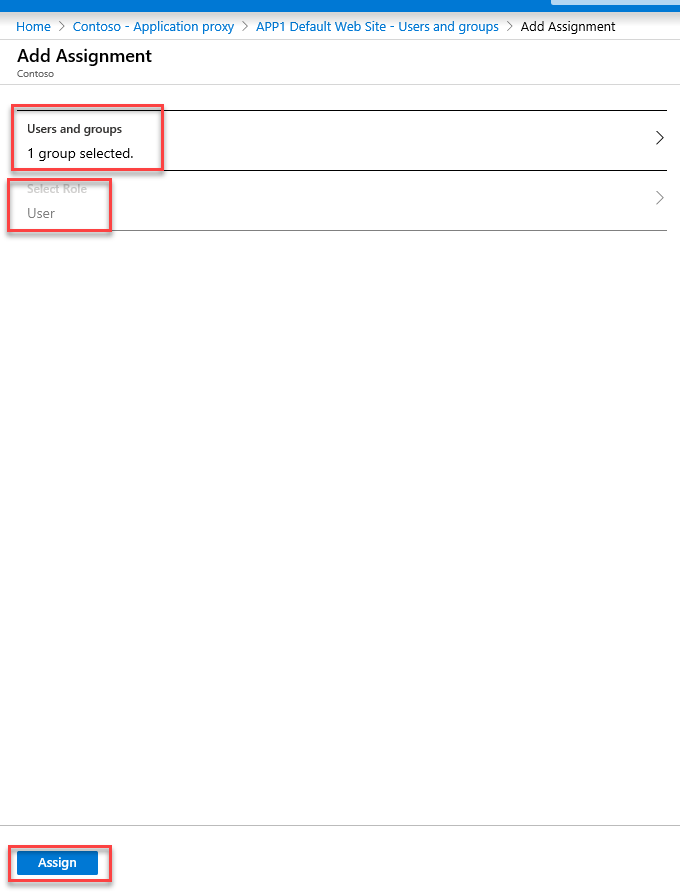 Home > Contoso - Application proxy > APP1 Default Web Site - Users and groups > Add Assignment
Add Assignment
Contoso
Users and groups
1 group selected.
Select Role
User
Assign